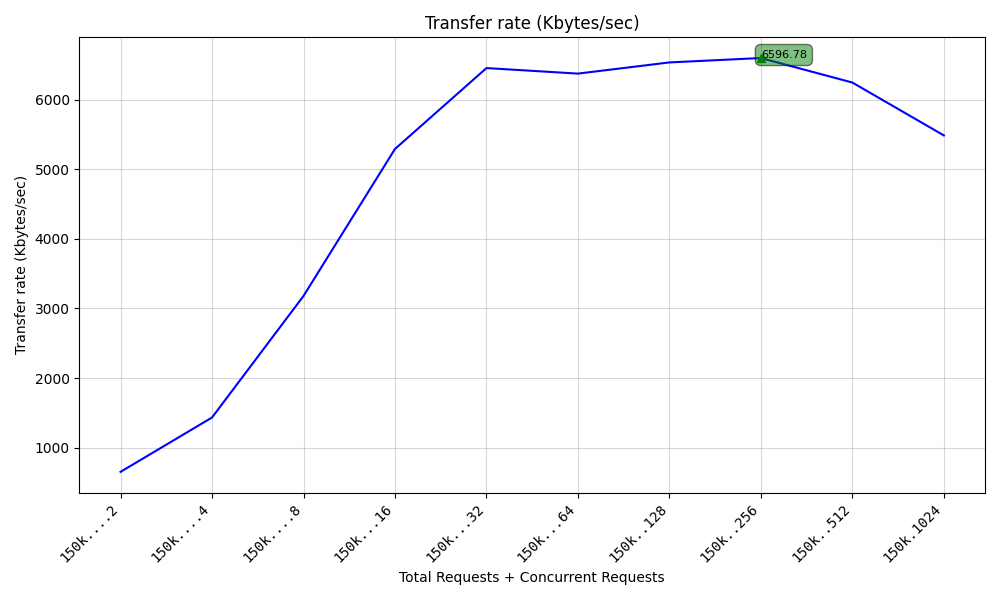 Transfer rate (Kbytes/sec)
6596.78
Transfer rate (Kbytes/sec)
6000
5000
4000
3000
2000
1000
150k....2
150k....4
150k....8
150k...16
150k...32
150k...64
150k..128
150k..256
150k..512
150k.1024
Total Requests + Concurrent Requests